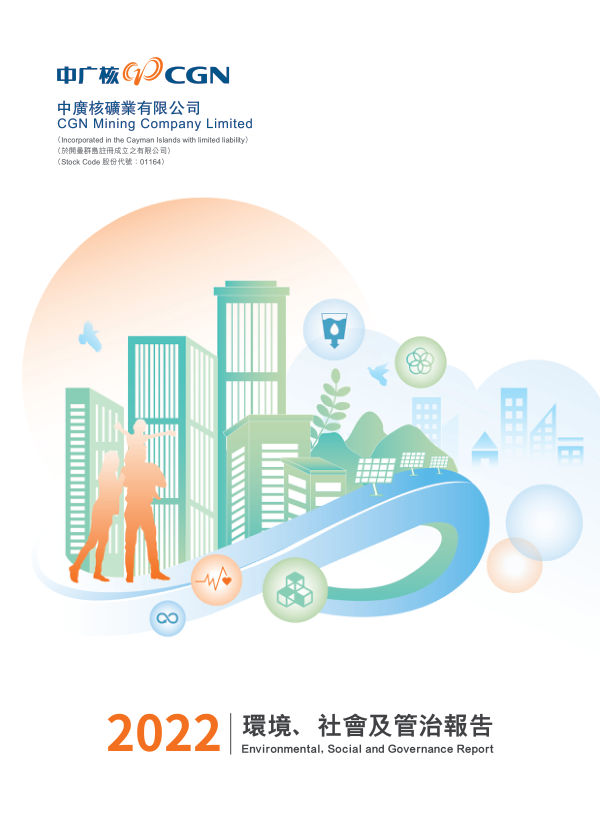 中广核 CGN
中廣核礦業有限公司
CGN Mining Company Limited
(Incorporated in the Cayman Islands with limited liability)
(於開曼群島註冊成立之有限公司)
(Stock Code 股份代號：01164)
2022 環境、社會及管治報告
Environmental, Social and Governance Report